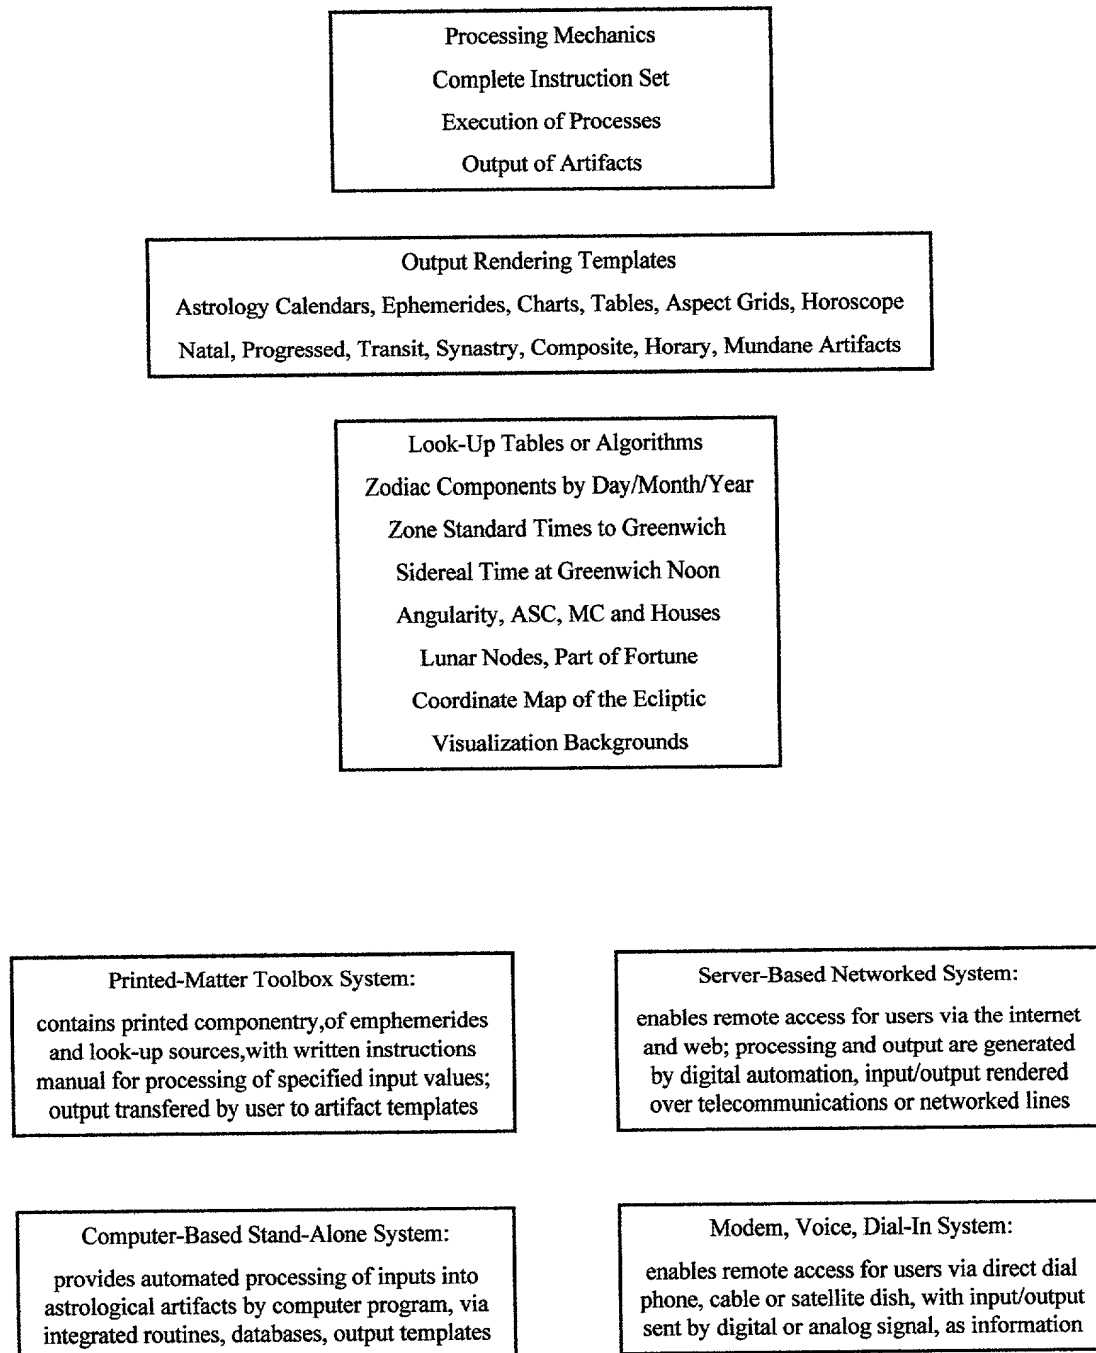 Processing Mechanics
Complete Instruction Set
Execution of Processes
Output of Artifacts
Output Rendering Templates
Astrology Calendars, Ephemerides, Charts, Tables, Aspect Grids, Horoscope
Natal, Progressed, Transit, Synastry, Composite, Horary, Mundane Artifacts
Look-Up Tables or Algorithms
Zodiac Components by Day/Month/Year
Zone Standard Times to Greenwich
Sidereal Time at Greenwich Noon
Angularity, ASC, MC and Houses
Lunar Nodes, Part of Fortune
Coordinate Map of the Ecliptic
Visualization Backgrounds
Printed-Matter Toolbox System:
contains printed componentry,of emphemerides
and look-up sources,with written instructions
manual for processing of specified input values;
output transfered by user to artifact templates
Server-Based Networked System:
enables remote access for users via the internet
and web; processing and output are generated
by digital automation, input/output rendered
over telecommunications or networked lines
Computer-Based Stand-Alone System:
provides automated processing of inputs into
astrological artifacts by computer program, via
integrated routines, databases, output templates
Modem, Voice, Dial-In System:
enables remote access for users via direct dial
phone, cable or satellite dish, with input/output
sent by digital or analog signal, as information